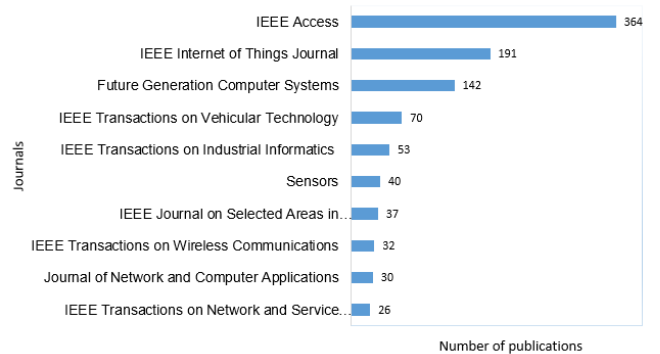 IEEE Access 364
IEEE Internet of Things Journal 191
Future Generation Computer Systems 142
IEEE Transactions on Vehicular Technology 70
IEEE Transactions on Industrial Informatics 53
Sensors 40
IEEE Journal on Selected Areas in... 37
IEEE Transactions on Wireless Communications 32
Journal of Network and Computer Applications 30
IEEE Transactions on Network and Service... 26
Journals
Number of publications